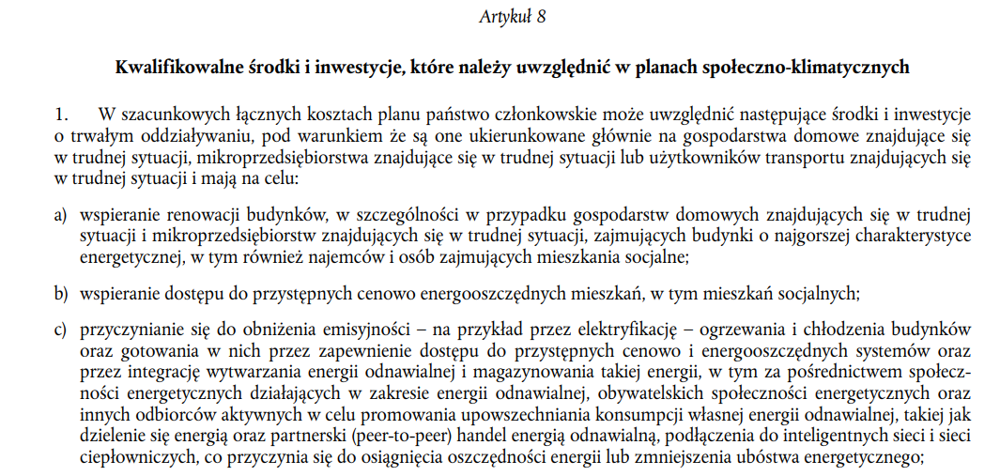 Artykuł 8
Kwalifikowalne środki i inwestycje, które należy uwzględnić w planach społeczno-klimatycznych
1. W szacunkowych łącznych kosztach planu państwo członkowskie może uwzględnić następujące środki i inwestycje
o trwałym oddziaływaniu, pod warunkiem że są one ukierunkowane głównie na gospodarstwa domowe znajdujące się
w trudnej sytuacji, mikroprzedsiębiorstwa znajdujące się w trudnej sytuacji lub użytkowników transportu znajdujących się
w trudnej sytuacji i mają na celu:
a) wspieranie renowacji budynków, w szczególności w przypadku gospodarstw domowych znajdujących się w trudnej
sytuacji i mikroprzedsiębiorstw znajdujących się w trudnej sytuacji, zajmujących budynki o najgorszej charakterystyce
energetycznej, w tym również najemców i osób zajmujących mieszkania socjalne;
b) wspieranie dostępu do przystępnych cenowo energooszczędnych mieszkań, w tym mieszkań socjalnych;
c) przyczynianie się do obniżenia emisyjności – na przykład przez elektryfikację – ogrzewania i chłodzenia budynków
oraz gotowania w nich przez zapewnienie dostępu do przystępnych cenowo i energooszczędnych systemów oraz
przez integrację wytwarzania energii odnawialnej i magazynowania takiej energii, w tym za pośrednictwem społecz-
ności energetycznych działających w zakresie energii odnawialnej, obywatelskich społeczności energetycznych oraz
innych odbiorców aktywnych w celu promowania upowszechniania konsumpcji własnej energii odnawialnej, takiej jak
dzielenie się energią oraz partnerski (peer-to-peer) handel energią odnawialną, podłączenia do inteligentnych sieci i sieci
ciepłowniczych, co przyczynia się do osiągnięcia oszczędności energii lub zmniejszenia ubóstwa energetycznego;